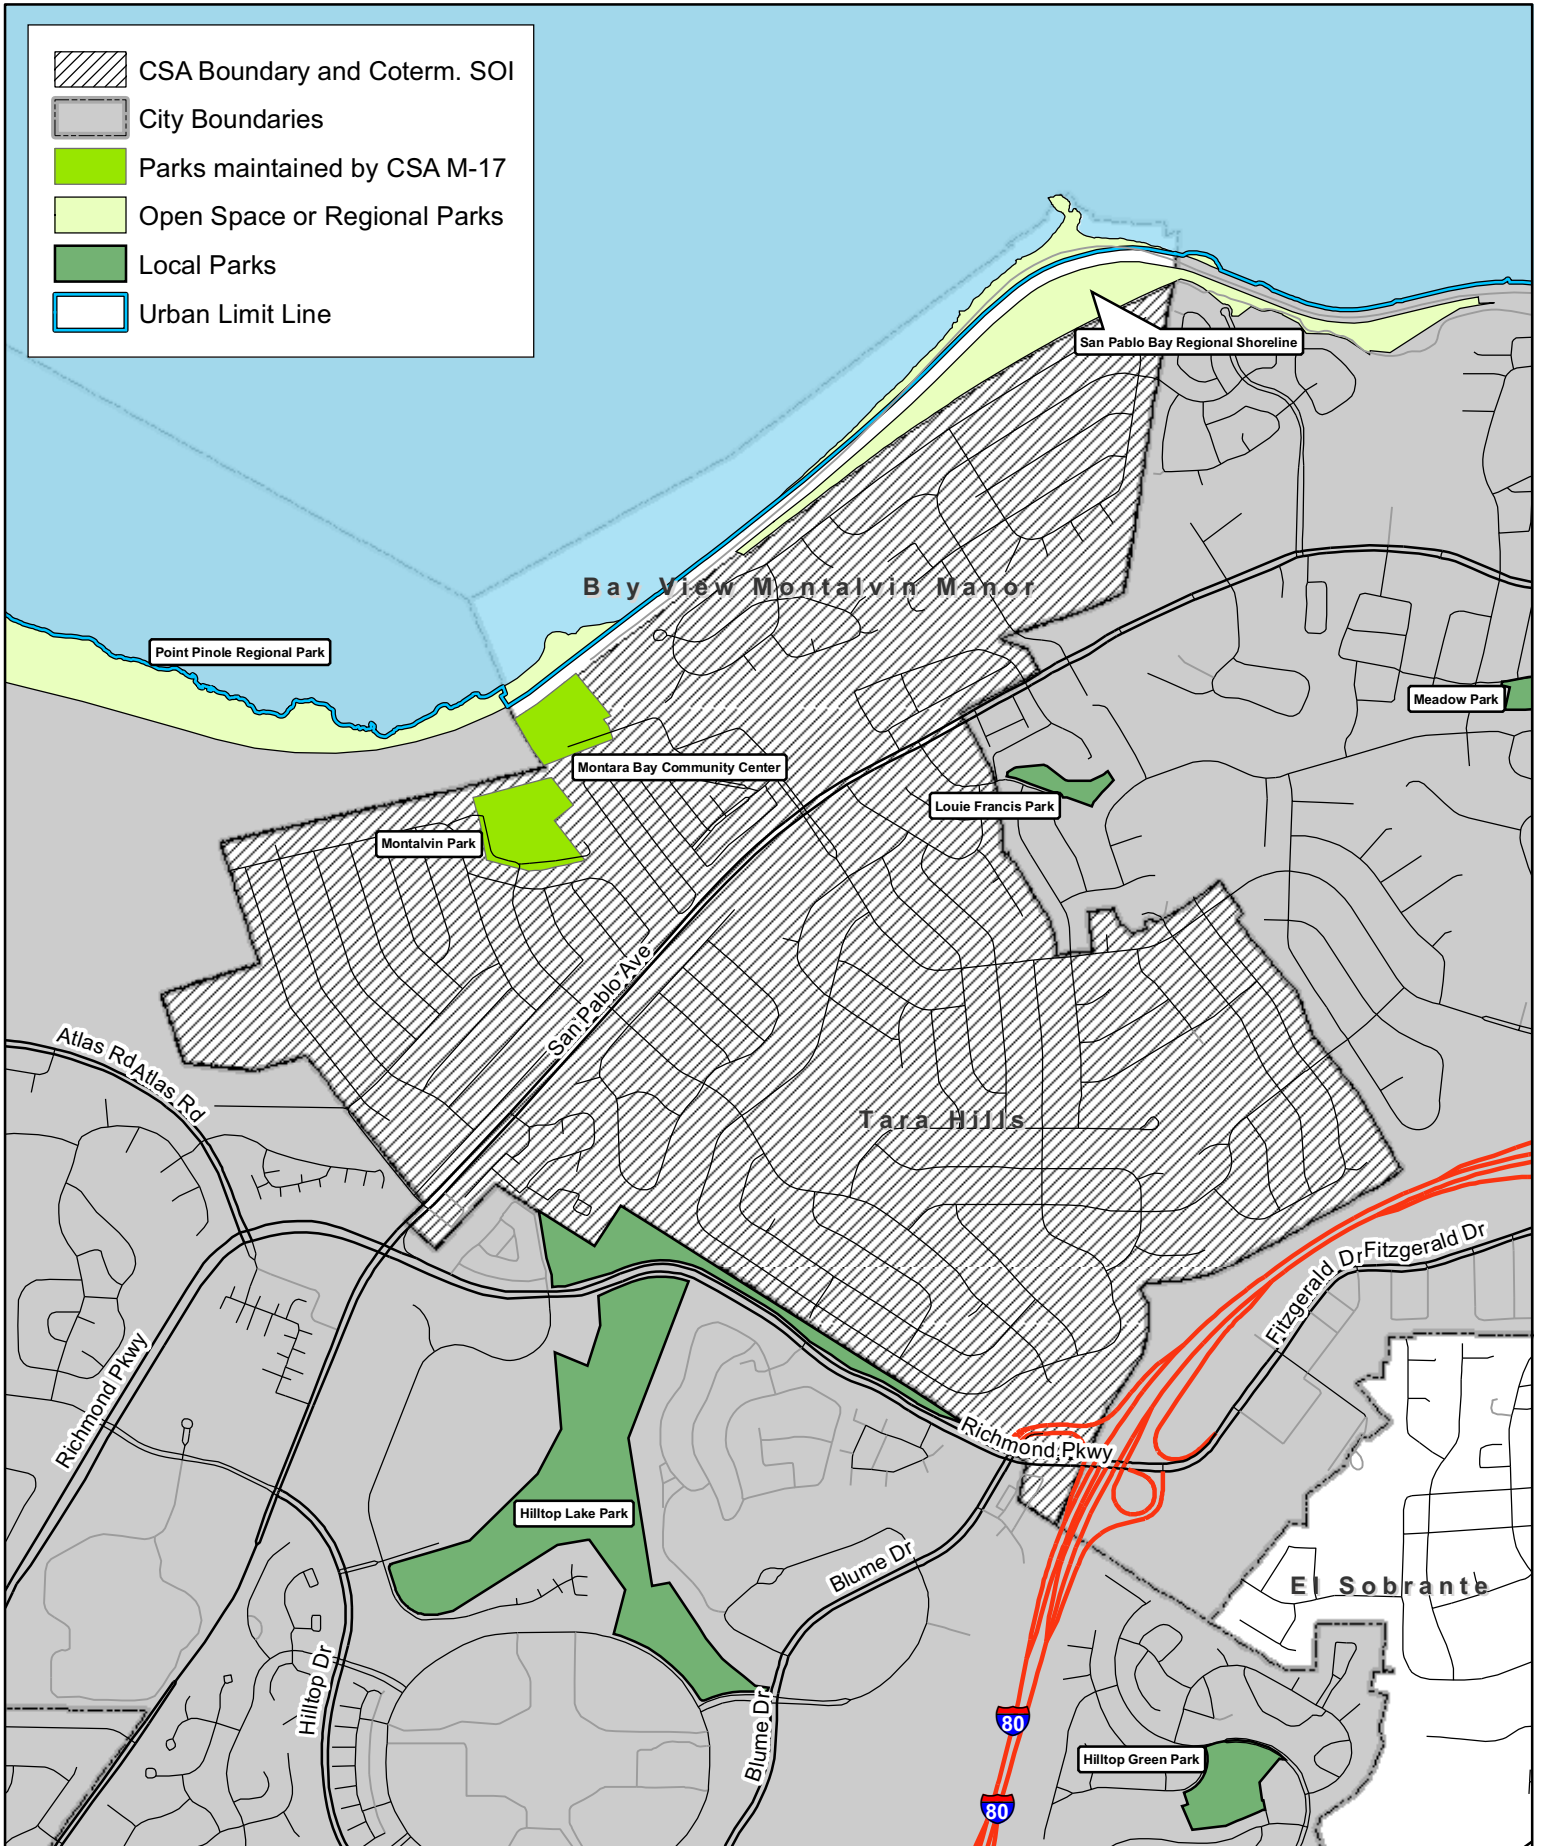 CSA Boundary and Coterm. SOI
City Boundaries
Parks maintained by CSA M-17
Open Space or Regional Parks
Local Parks
Urban Limit Line
San Pablo Bay Regional Shoreline
Bay View Montalvin Manor
Point Pinole Regional Park
Meadow Park
Montara Bay Community Center
Louie Francis Park
Montalvin Park
San Pablo Ave
Atlas Rd
Atlas Rd
Tara Hills
Fitzgerald Dr
Fitzgerald Dr
Richmond Pkwy
Richmond Pkwy
Hilltop Lake Park
Blume Dr
El Sobrante
Hilltop Dr
Blume Dr
80
Hilltop Green Park
80